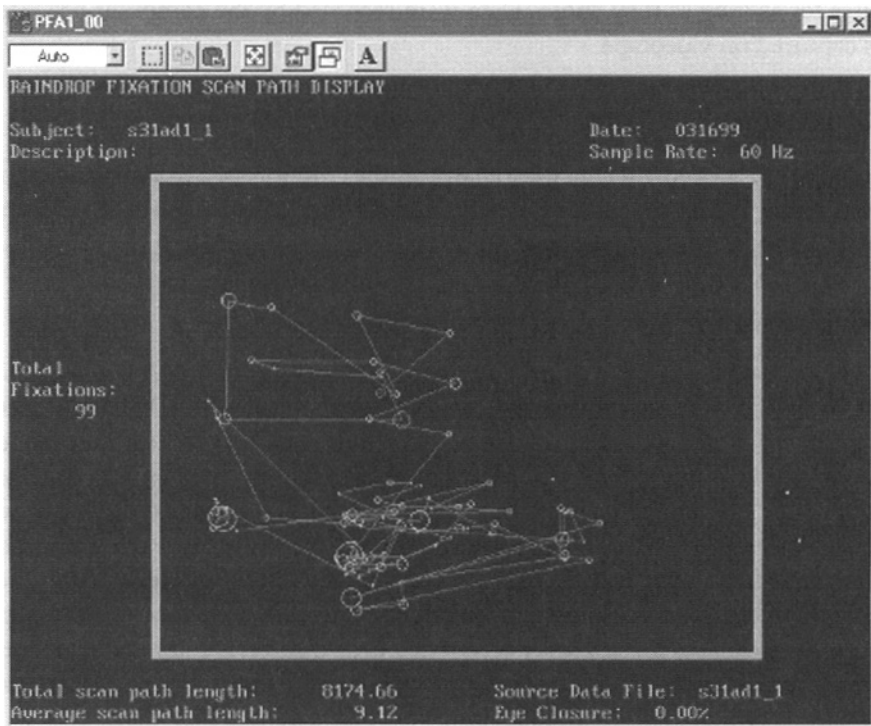 PFA1_00
Auto
A
RAINDROP FIXATION SCAN PATH DISPLAY
Subject: s31ad1_1 Date: 031699
Description: Sample Rate: 60 Hz
Total
Fixations:
99
Total scan path length: 8174.66 Source Data File: s31ad1_1
Average scan path length: 9.12 Eye Closure: 0.00%